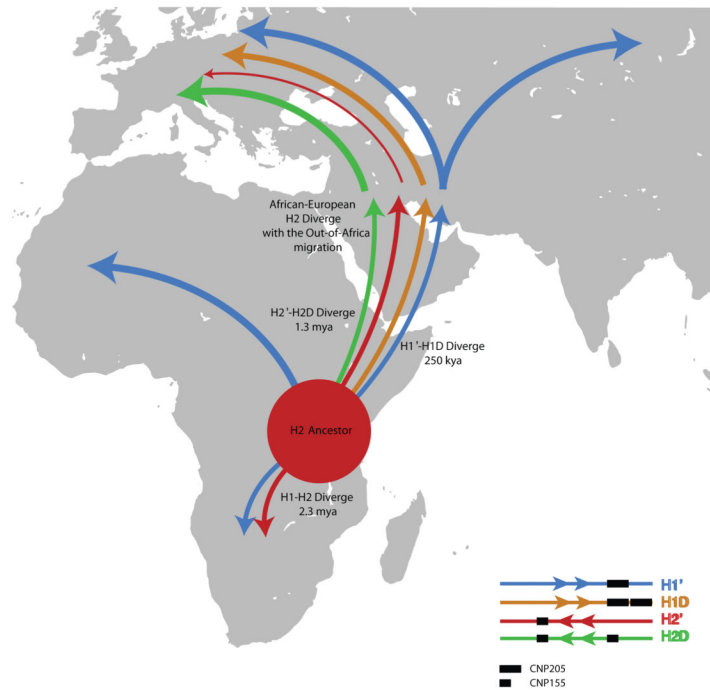 African-European
H2 Diverge
with the Out-of-Africa
migration
H2'-H2D Diverge
1.3 mya
H1'-H1D Diverge
250 kya
H2 Ancestor
H1-H2 Diverge
2.3 mya
H1'
H1D
H2'
H2D
CNP205
CNP155